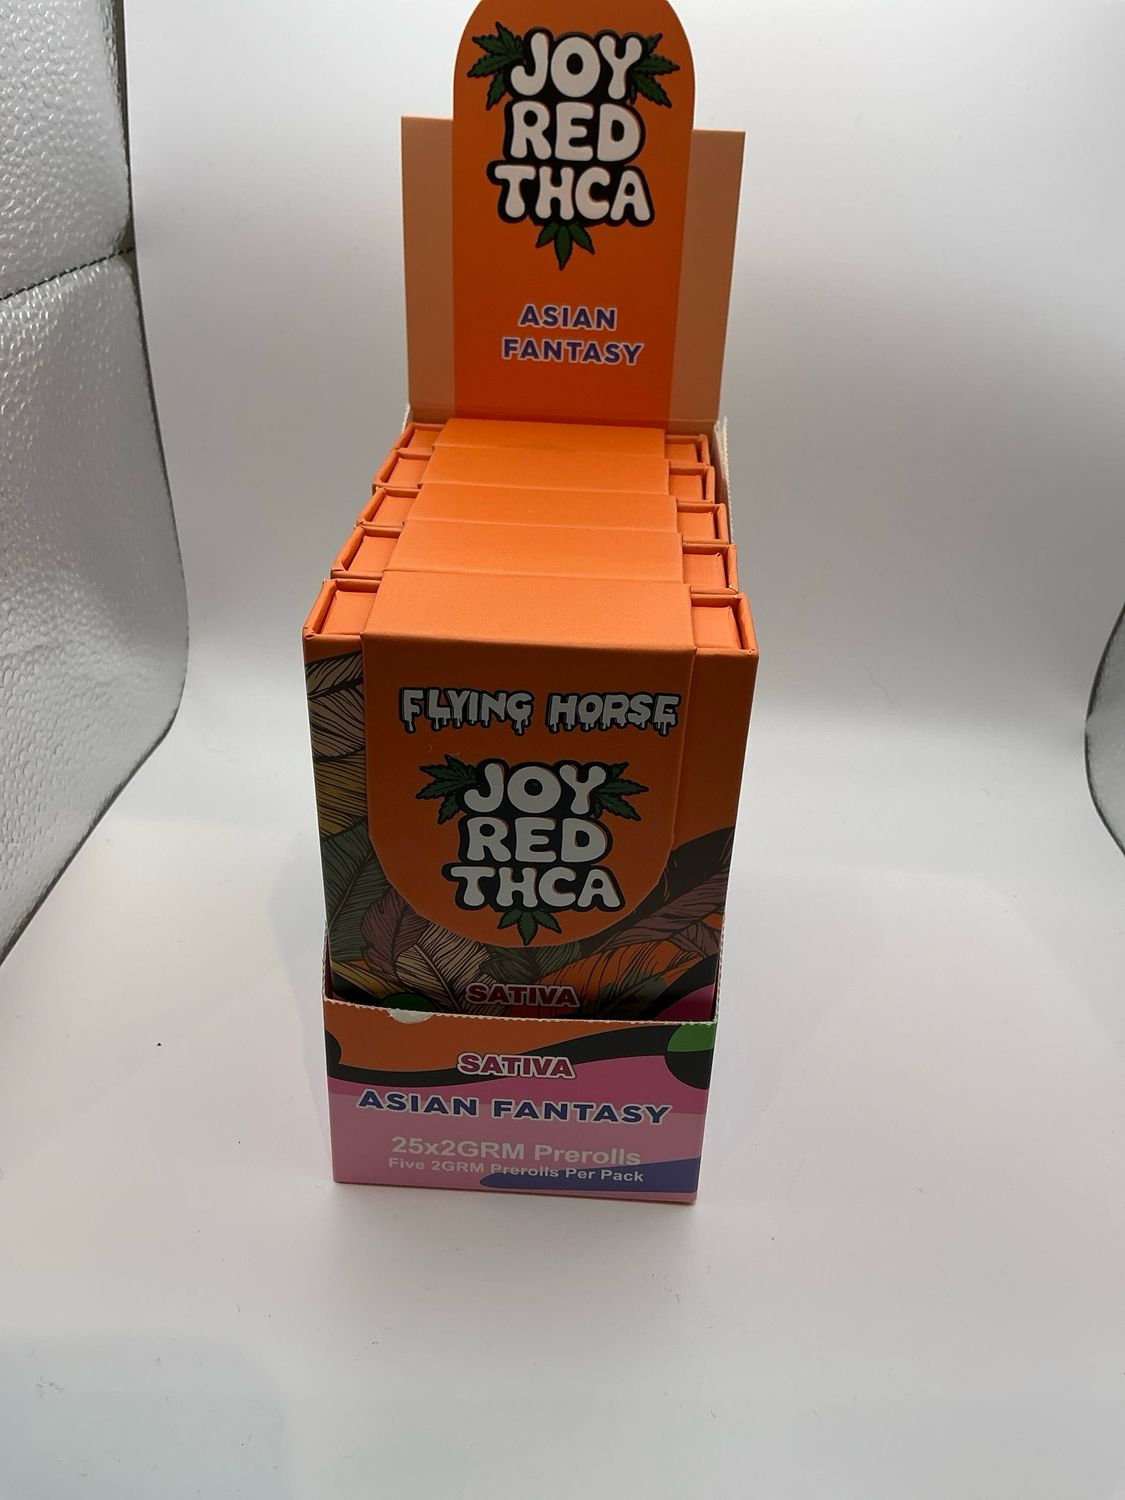 JOY
RED
THCA
ASIAN
FANTASY
FLYING HORSE
JOY
RED
THCA
SATIVA
SATIVA
ASIAN FANTASY
25x2GRM Prerolls
Five 2GRM Prerolls Per Pack